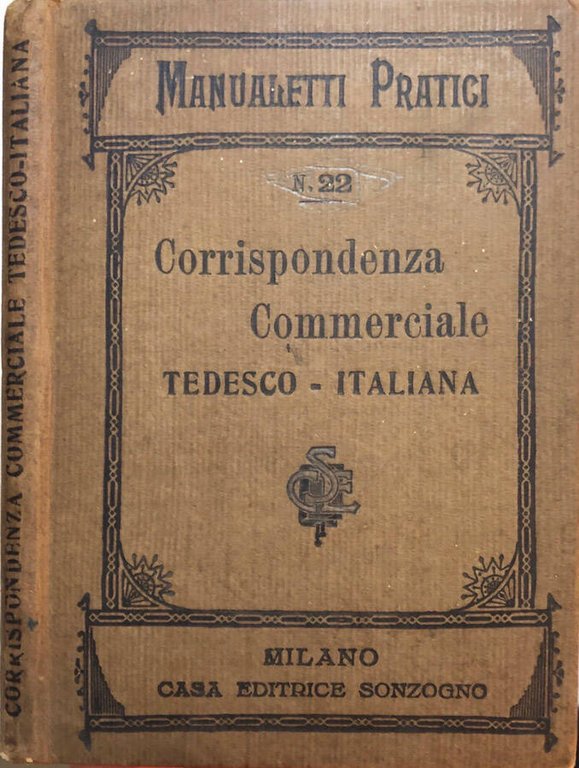 CORRISPONDENZA COMMERCIALE TEDESCO-ITALIANA
MANUALETTI PRATICI
N. 22
Corrispondenza
Commerciale
TEDESCO - ITALIANA
MILANO
CASA EDITRICE SONZOGNO